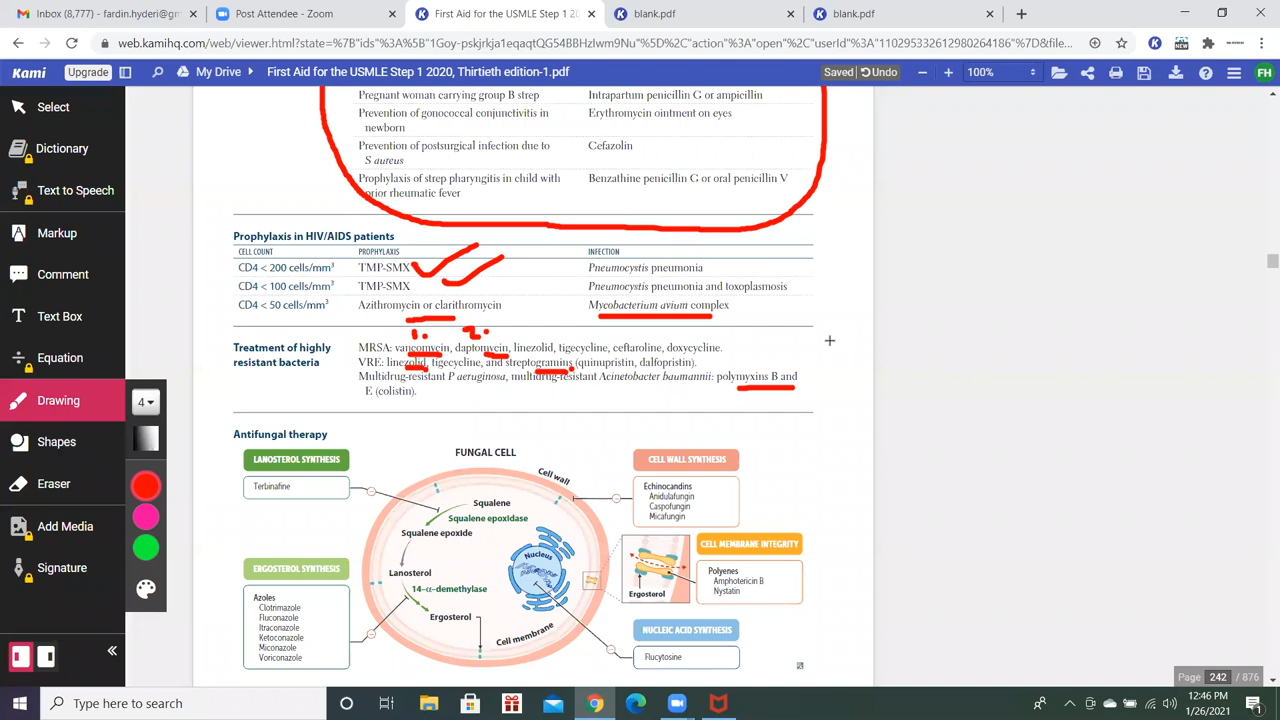 Inbox (8,777) - fardin.hyderi@gm
Post Attendee - Zoom
First Aid for the USMLE Step 1 20
blank.pdf
blank.pdf
web.kamihq.com/web/viewer.html?state=%7B"ids"%3A%5B"1Goy-pskjrkja1eqaqtQG54BBHzlwm9Nu"%5D%2C"action"%3A"open"%2C"userId"%3A"110295332612980264186"%7D&file...
Kami
Upgrade
My Drive
First Aid for the USMLE Step 1 2020, Thirtieth edition-1.pdf
Saved
Undo
100%
FH
Select
Dictionary
Text to Speech
Markup
Comment
Text Box
Equation
Drawing
4
Shapes
Eraser
Add Media
Signature
Pregnant woman carrying group B strep Intrapartum penicillin G or ampicillin
Prevention of gonococcal conjunctivitis in Erythromycin ointment on eyes
newborn
Prevention of postsurgical infection due to Cefazolin
S aureus
Prophylaxis of strep pharyngitis in child with Benzathine penicillin G or oral penicillin V
prior rheumatic fever
Prophylaxis in HIV/AIDS patients
CELL COUNT PROPHYLAXIS INFECTION
CD4 < 200 cells/mm³ TMP-SMX Pneumocystis pneumonia
CD4 < 100 cells/mm³ TMP-SMX Pneumocystis pneumonia and toxoplasmosis
CD4 < 50 cells/mm³ Azithromycin or clarithromycin Mycobacterium avium complex
1. 2.
Treatment of highly
resistant bacteria
MRSA: vancomycin, daptomycin, linezolid, tigecycline, ceftaroline, doxycycline.
VRE: linezolid, tigecycline, and streptogramins (quinupristin, dalfopristin).
Multidrug-resistant P aeruginosa, multidrug-resistant Acinetobacter baumannii: polymyxins B and
E (colistin).
Antifungal therapy
FUNGAL CELL
LANOSTEROL SYNTHESIS
Terbinafine
ERGOSTEROL SYNTHESIS
Azoles
Clotrimazole
Fluconazole
Itraconazole
Ketoconazole
Miconazole
Voriconazole
Cell wall
Squalene
Squalene epoxidase
Squalene epoxide
Nucleus
Lanosterol
14-α-demethylase
Ergosterol
Cell membrane
CELL WALL SYNTHESIS
Echinocandins
Anidulafungin
Caspofungin
Micafungin
CELL MEMBRANE INTEGRITY
Polyenes
Amphotericin B
Nystatin
Ergosterol
NUCLEIC ACID SYNTHESIS
Flucytosine
Page 242 / 876
Type here to search
12:46 PM
1/26/2021